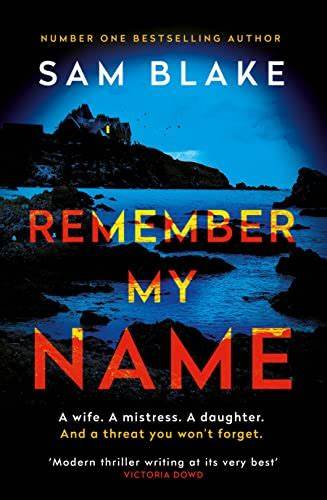 NUMBER ONE BESTSELLING AUTHOR
SAM BLAKE
REMEMBER
MY
NAME
A wife. A mistress. A daughter.
And a threat you won't forget.
'Modern thriller writing at its very best'
VICTORIA DOWD